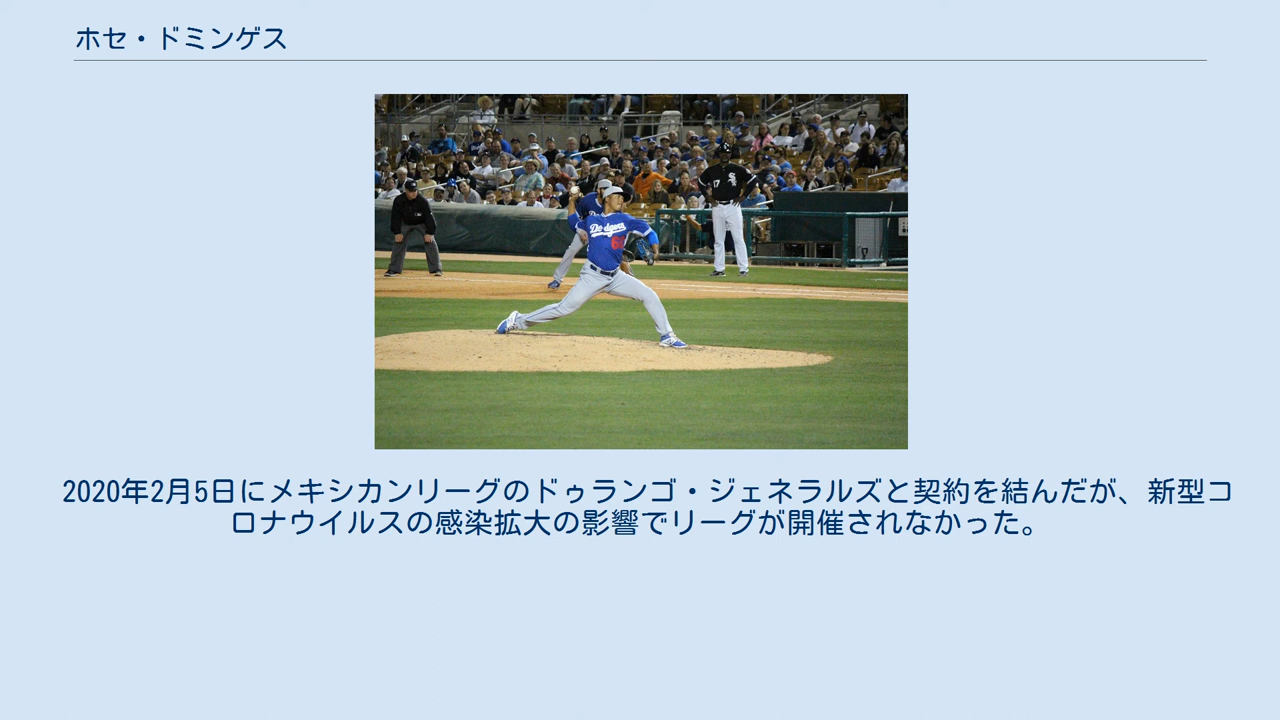 ホセ・ドミンゲス
Dodgers
17
2020年2月5日にメキシカンリーグのドゥランゴ・ジェネラルズと契約を結んだが、新型コ
ロナウイルスの感染拡大の影響でリーグが開催されなかった。